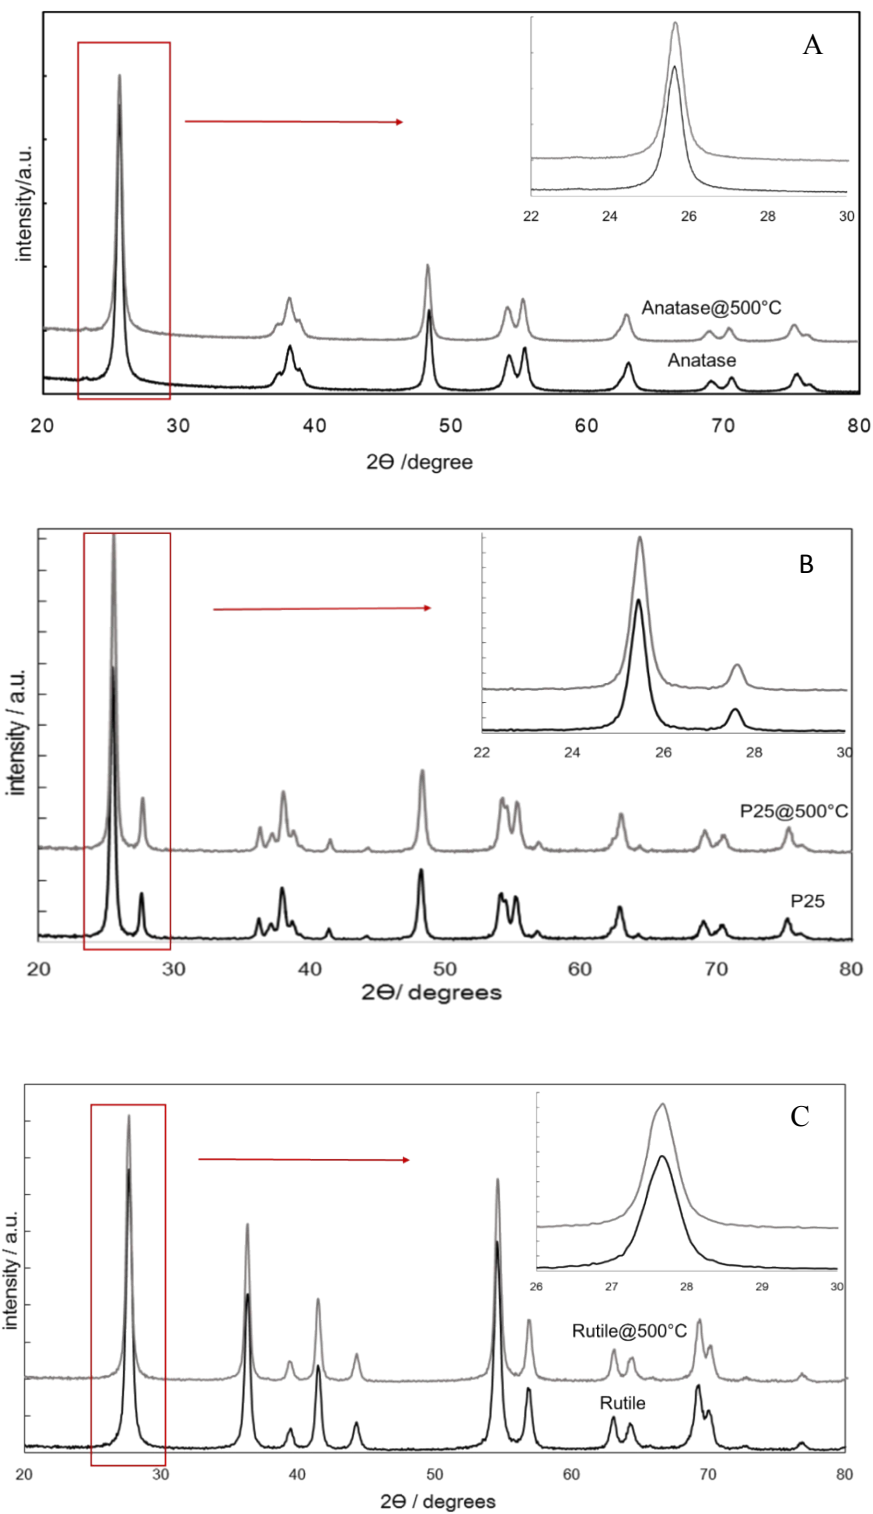 A
intensity/a.u.
22 24 26 28 30
Anatase@500°C
Anatase
20 30 40 50 60 70 80
2Θ /degree
B
intensity / a.u.
22 24 26 28 30
P25@500°C
P25
20 30 40 50 60 70 80
2Θ/ degrees
C
intensity / a.u.
26 27 28 29 30
Rutile@500°C
Rutile
20 30 40 50 60 70 80
2Θ / degrees